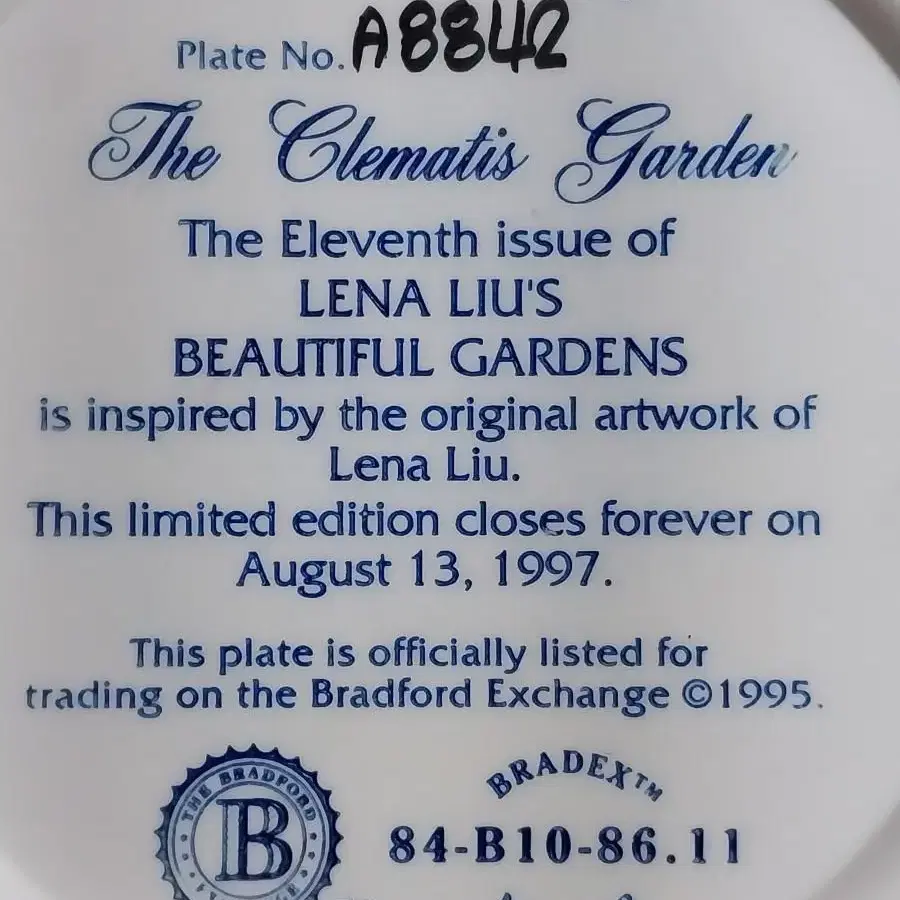 Plate No. A8842
The Clematis Garden
The Eleventh issue of
LENA LIU'S
BEAUTIFUL GARDENS
is inspired by the original artwork of
Lena Liu.
This limited edition closes forever on
August 13, 1997.
This plate is officially listed for
trading on the Bradford Exchange ©1995.
THE BRADFORD
B
BRADEX™
84-B10-86.11